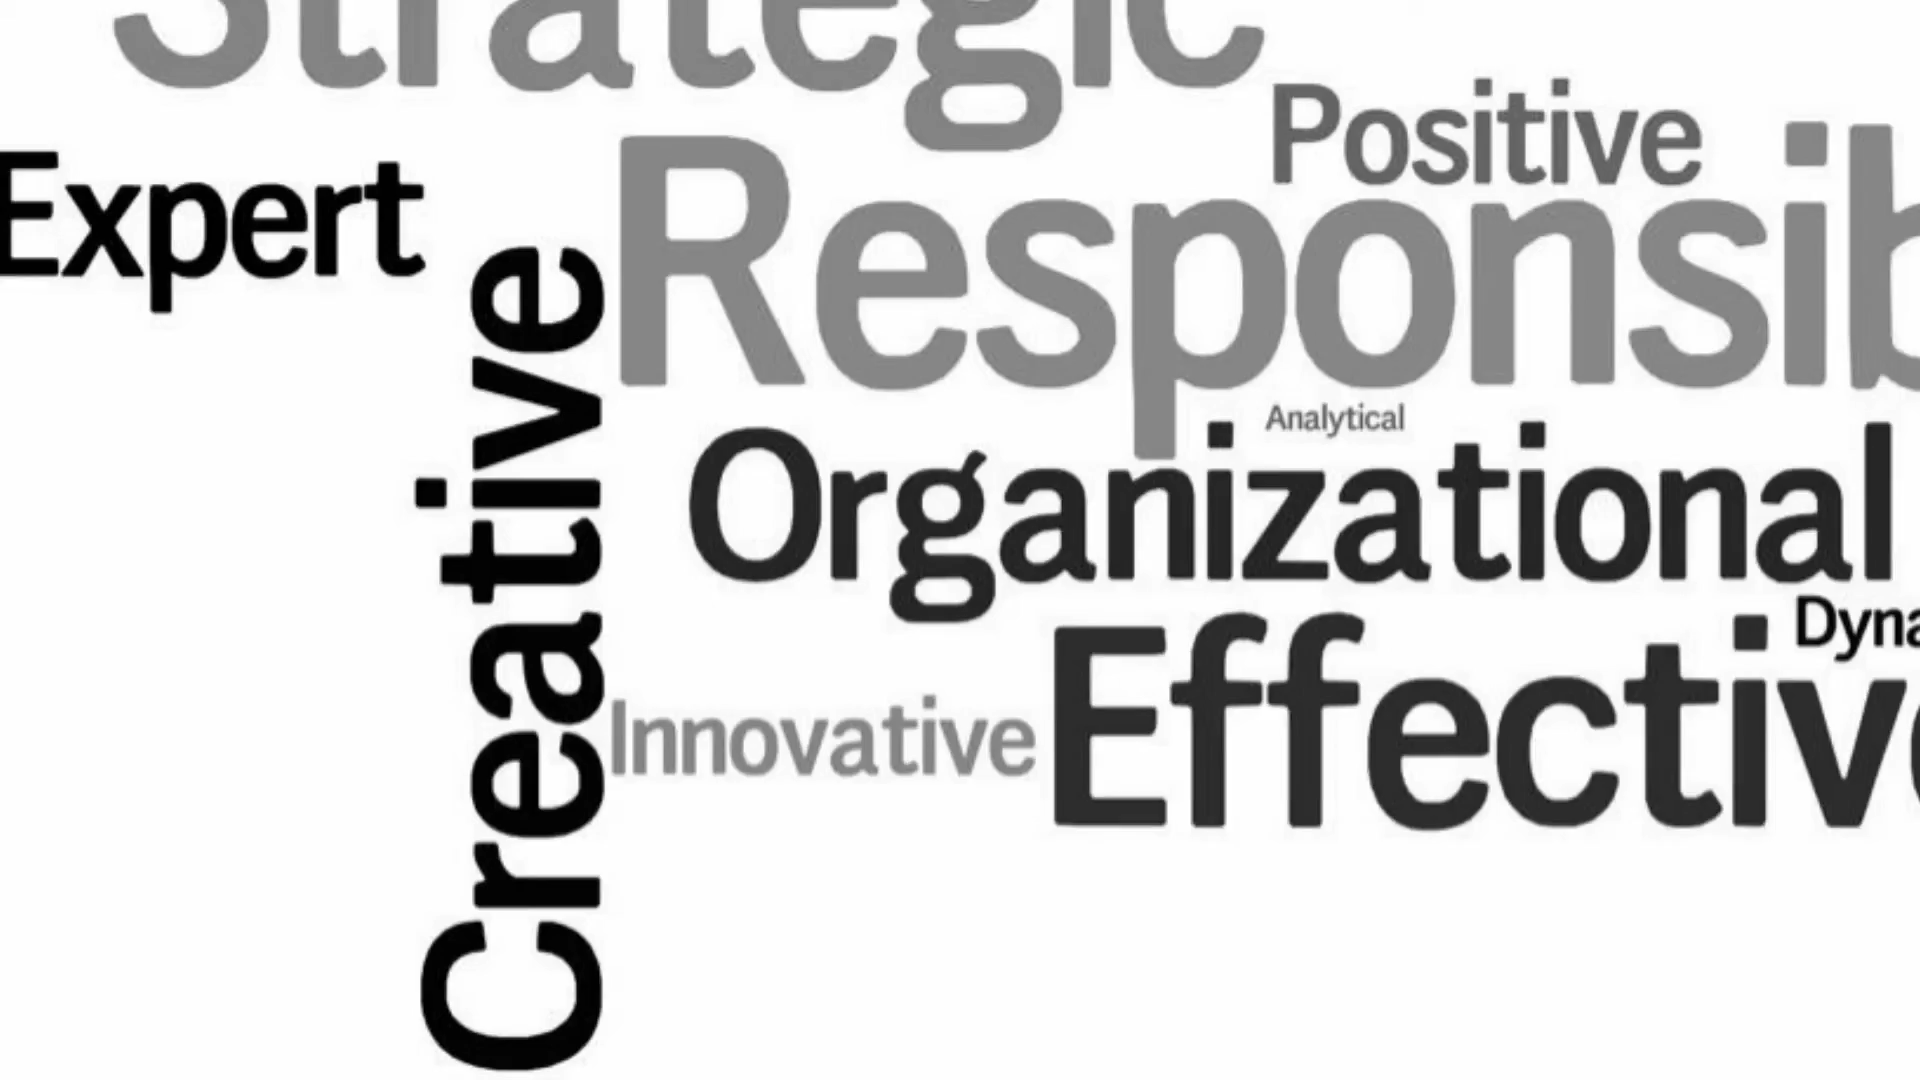 Strategic
Positive
Expert
Responsib
Creative
Analytical
Organizational
Dyna
Innovative
Effective